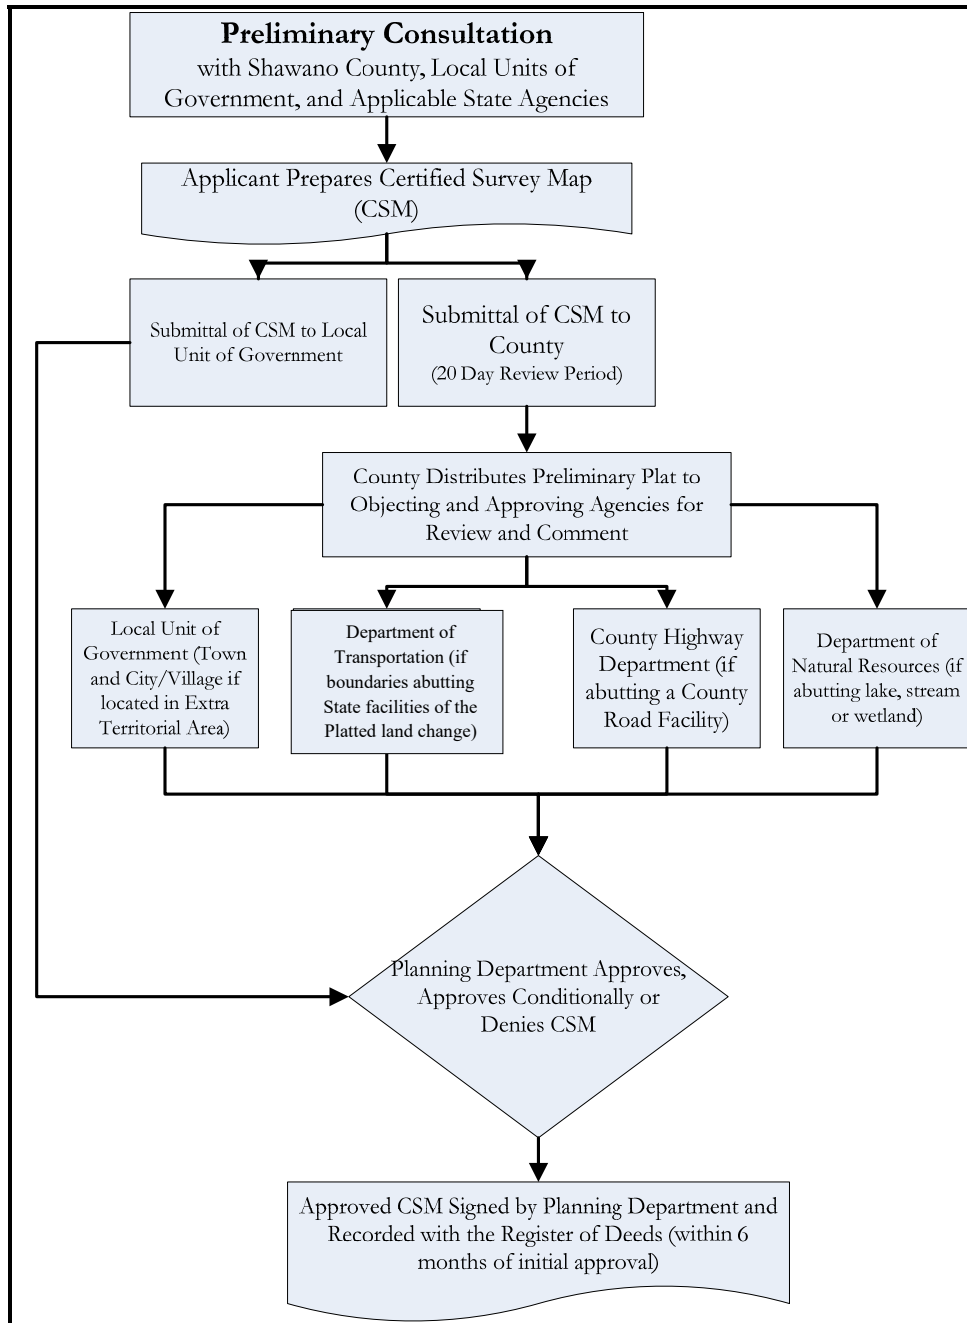 Preliminary Consultation
with Shawano County, Local Units of
Government, and Applicable State Agencies
Applicant Prepares Certified Survey Map
(CSM)
Submittal of CSM to Local
Unit of Government
Submittal of CSM to
County
(20 Day Review Period)
County Distributes Preliminary Plat to
Objecting and Approving Agencies for
Review and Comment
Local Unit of
Government (Town
and City/Village if
located in Extra
Territorial Area)
Department of
Transportation (if
boundaries abutting
State facilities of the
Platted land change)
County Highway
Department (if
abutting a County
Road Facility)
Department of
Natural Resources (if
abutting lake, stream
or wetland)
Planning Department Approves,
Approves Conditionally or
Denies CSM
Approved CSM Signed by Planning Department and
Recorded with the Register of Deeds (within 6
months of initial approval)